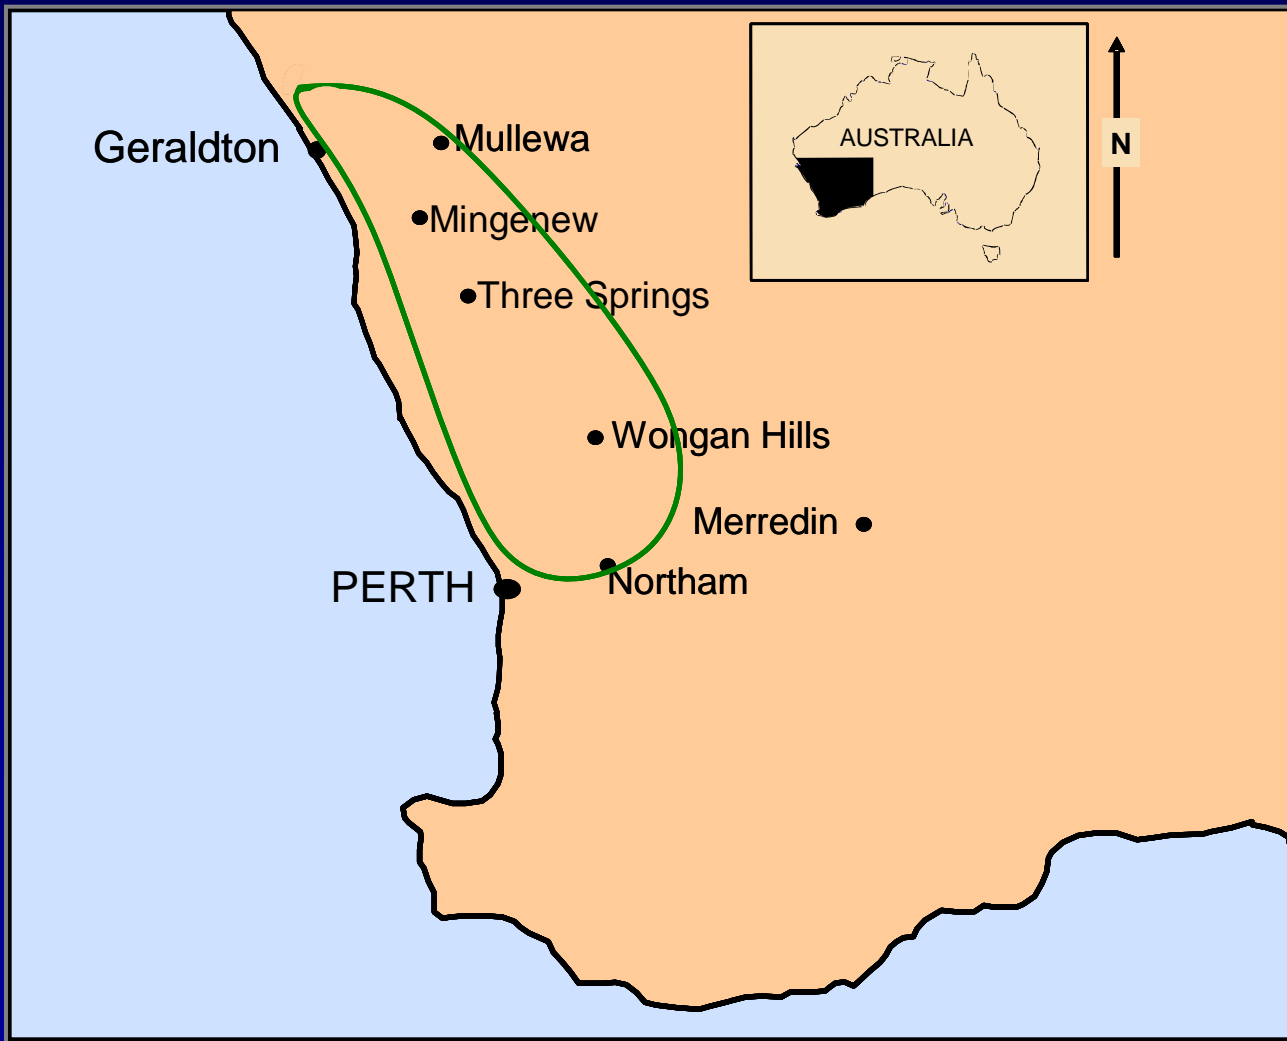 AUSTRALIA
N
Geraldton
Mullewa
Mingenew
Three Springs
Wongan Hills
Merredin
PERTH
Northam